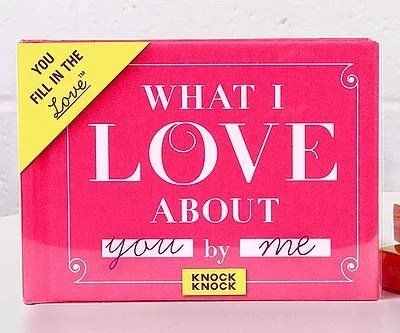 YOU
FILL IN THE
Love™
WHAT I
LOVE
ABOUT
you by me
KNOCK
KNOCK